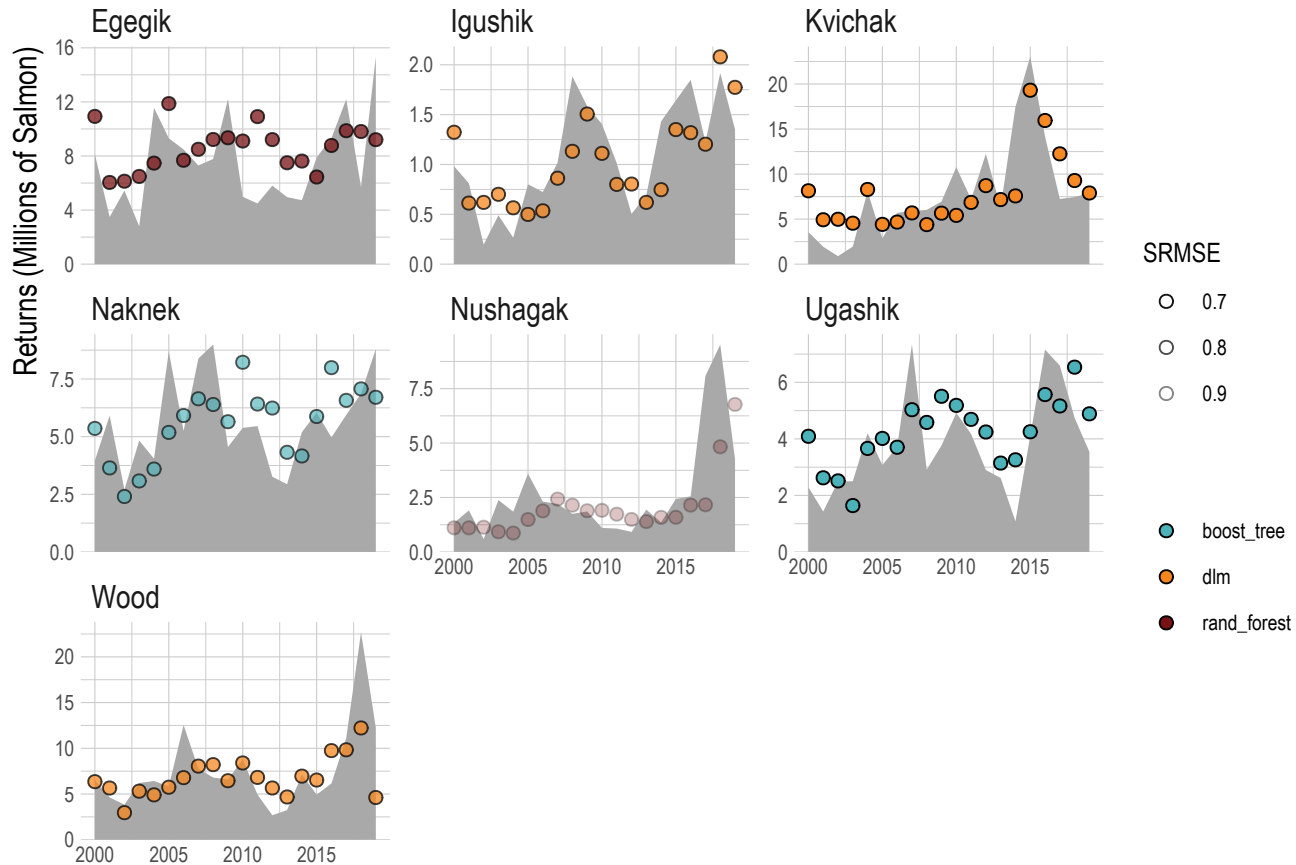 Returns (Millions of Salmon)
Egegik
16
12
8
4
0
Igushik
2.0
1.5
1.0
0.5
0.0
Kvichak
20
15
10
5
0
Naknek
7.5
5.0
2.5
0.0
Nushagak
7.5
5.0
2.5
0.0
2000 2005 2010 2015
Ugashik
6
4
2
0
2000 2005 2010 2015
Wood
20
15
10
5
0
2000 2005 2010 2015
SRMSE
0.7
0.8
0.9
boost_tree
dlm
rand_forest